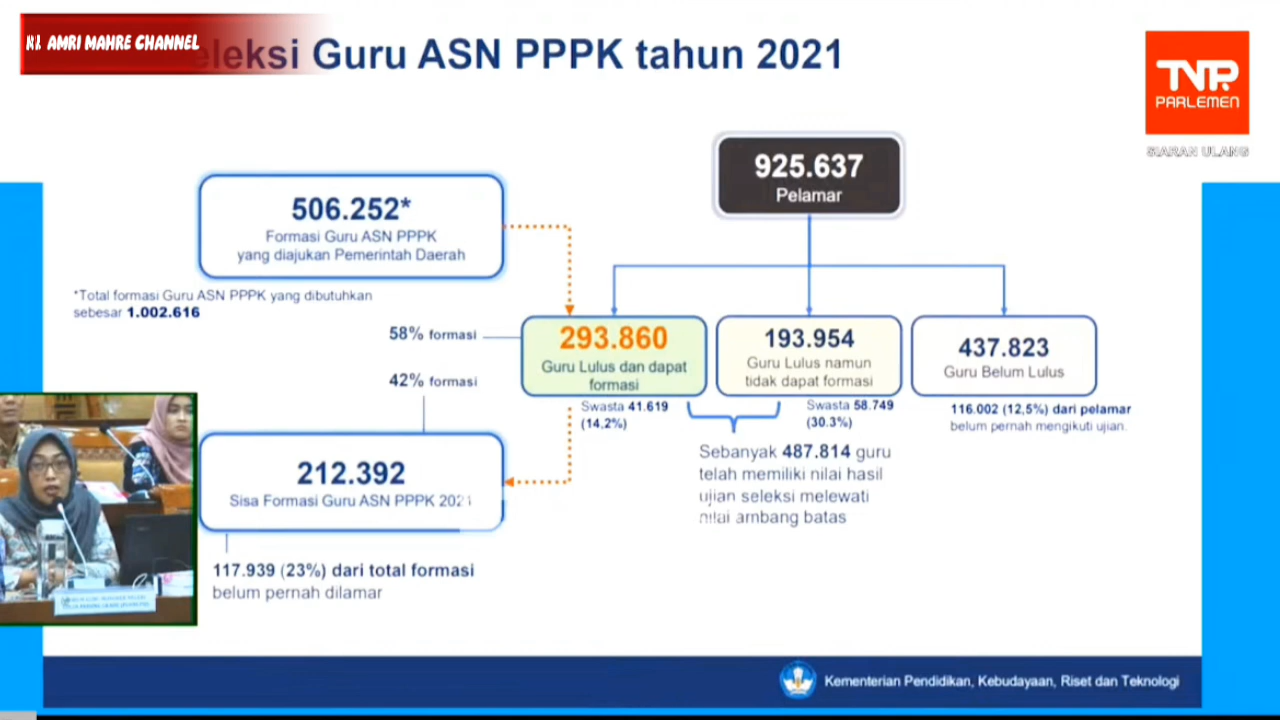 KI AMRI MAHRE CHANNEL
eleksi Guru ASN PPPK tahun 2021
TVR
PARLEMEN
SIARAN ULANG
925.637
Pelamar
506.252*
Formasi Guru ASN PPPK
yang diajukan Pemerintah Daerah
*Total formasi Guru ASN PPPK yang dibutuhkan
sebesar 1.002.616
58% formasi
42% formasi
293.860
Guru Lulus dan dapat
formasi
Swasta 41.619
(14,2%)
193.954
Guru Lulus namun
tidak dapat formasi
Swasta 58.749
(30.3%)
437.823
Guru Belum Lulus
116.002 (12,5%) dari pelamar
belum pernah mengikuti ujian.
Sebanyak 487.814 guru
telah memiliki nilai hasil
ujian seleksi melewati
nilai ambang batas
212.392
Sisa Formasi Guru ASN PPPK 2021
117.939 (23%) dari total formasi
belum pernah dilamar
Kementerian Pendidikan, Kebudayaan, Riset dan Teknologi